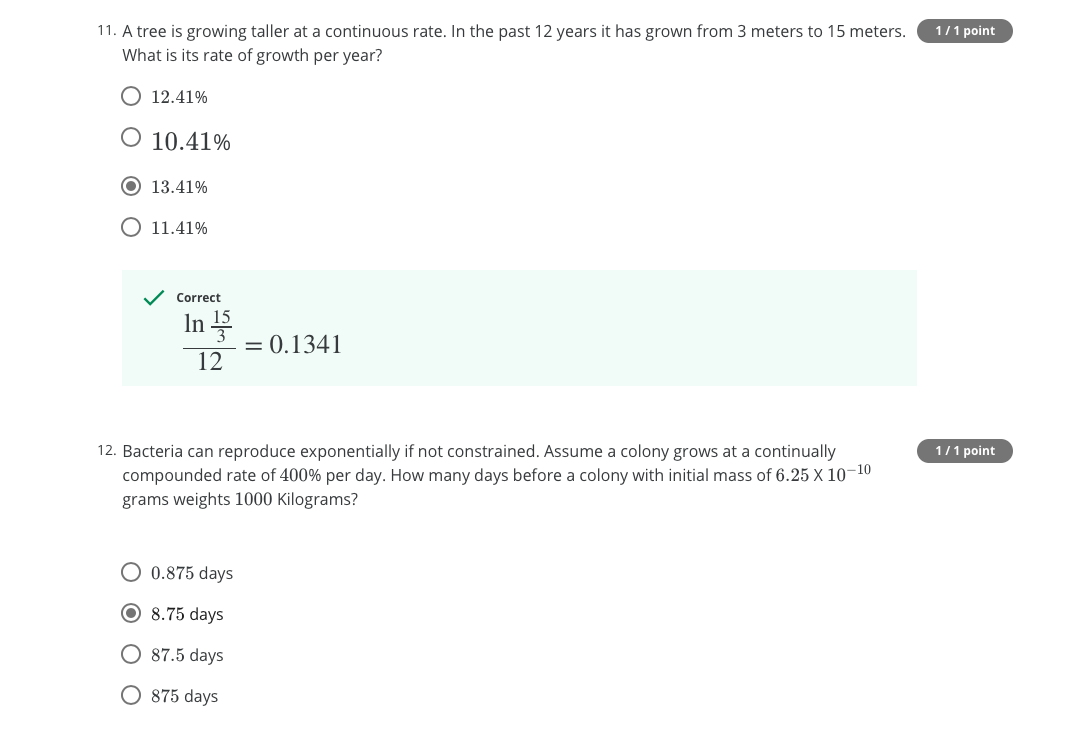 11. A tree is growing taller at a continuous rate. In the past 12 years it has grown from 3 meters to 15 meters. 1 / 1 point
What is its rate of growth per year?
12.41%
10.41%
13.41%
11.41%
Correct
ln 15/3 / 12 = 0.1341
12. Bacteria can reproduce exponentially if not constrained. Assume a colony grows at a continually 1 / 1 point
compounded rate of 400% per day. How many days before a colony with initial mass of 6.25 X 10⁻¹⁰
grams weights 1000 Kilograms?
0.875 days
8.75 days
87.5 days
875 days